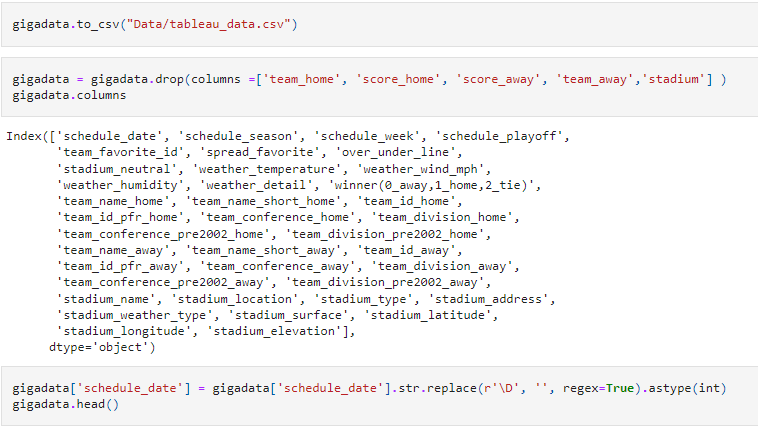 gigadata.to_csv("Data/tableau_data.csv")
gigadata = gigadata.drop(columns =['team_home', 'score_home', 'score_away', 'team_away','stadium'] )
gigadata.columns
Index(['schedule_date', 'schedule_season', 'schedule_week', 'schedule_playoff',
       'team_favorite_id', 'spread_favorite', 'over_under_line',
       'stadium_neutral', 'weather_temperature', 'weather_wind_mph',
       'weather_humidity', 'weather_detail', 'winner(0_away,1_home,2_tie)',
       'team_name_home', 'team_name_short_home', 'team_id_home',
       'team_id_pfr_home', 'team_conference_home', 'team_division_home',
       'team_conference_pre2002_home', 'team_division_pre2002_home',
       'team_name_away', 'team_name_short_away', 'team_id_away',
       'team_id_pfr_away', 'team_conference_away', 'team_division_away',
       'team_conference_pre2002_away', 'team_division_pre2002_away',
       'stadium_name', 'stadium_location', 'stadium_type', 'stadium_address',
       'stadium_weather_type', 'stadium_surface', 'stadium_latitude',
       'stadium_longitude', 'stadium_elevation'],
      dtype='object')
gigadata['schedule_date'] = gigadata['schedule_date'].str.replace(r'\D', '', regex=True).astype(int)
gigadata.head()